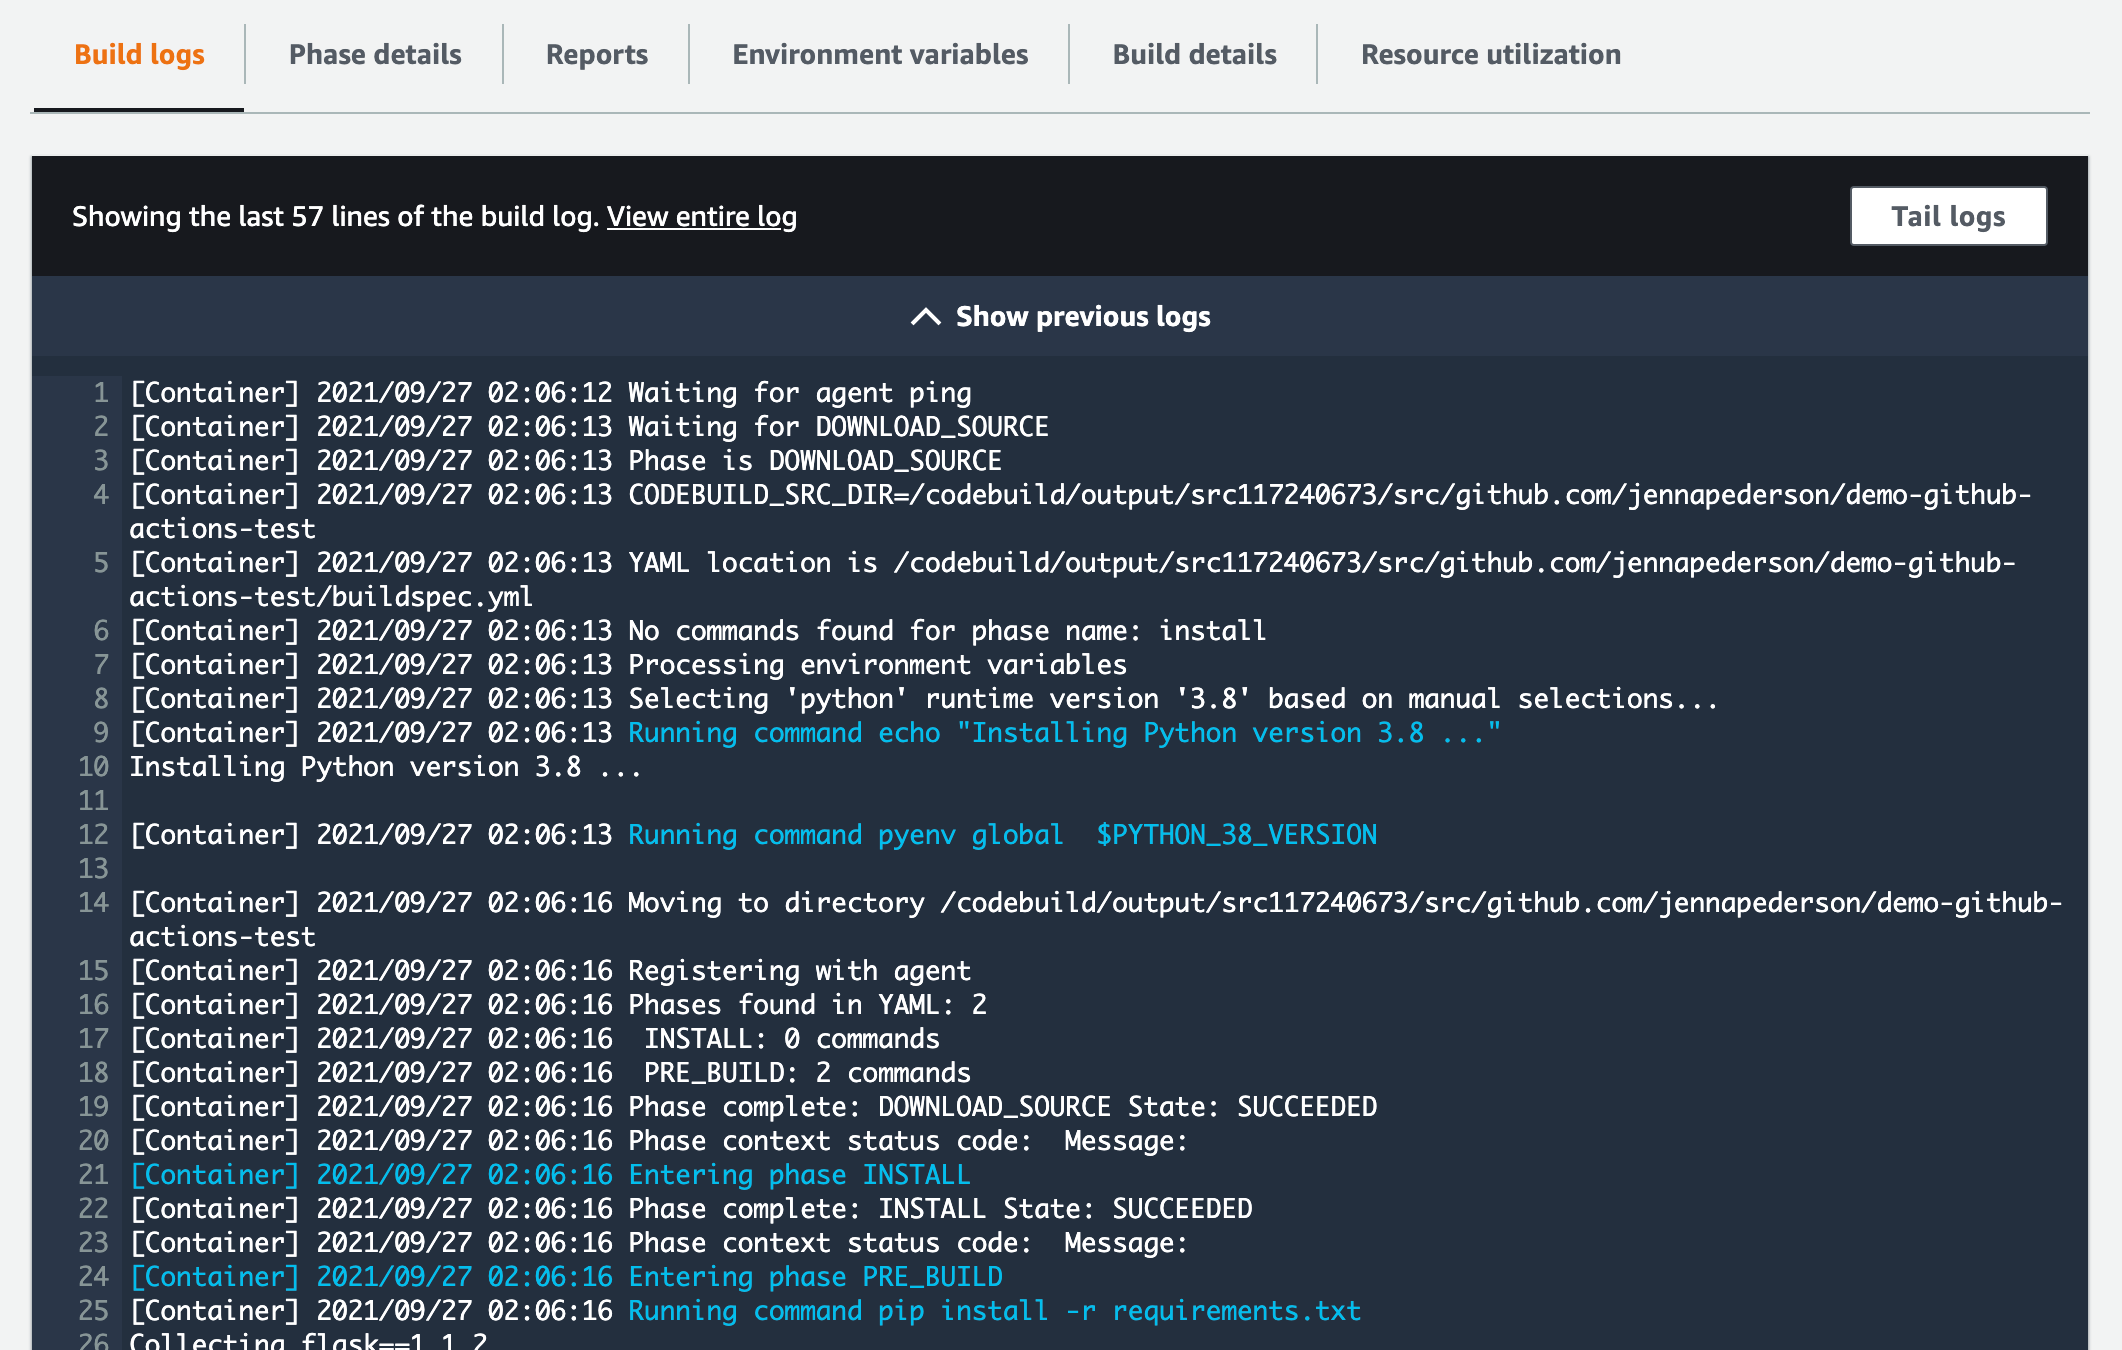 Build logs Phase details Reports Environment variables Build details Resource utilization
Showing the last 57 lines of the build log. View entire log Tail logs
Show previous logs
1 [Container] 2021/09/27 02:06:12 Waiting for agent ping
2 [Container] 2021/09/27 02:06:13 Waiting for DOWNLOAD_SOURCE
3 [Container] 2021/09/27 02:06:13 Phase is DOWNLOAD_SOURCE
4 [Container] 2021/09/27 02:06:13 CODEBUILD_SRC_DIR=/codebuild/output/src117240673/src/github.com/jennapederson/demo-github-
actions-test
5 [Container] 2021/09/27 02:06:13 YAML location is /codebuild/output/src117240673/src/github.com/jennapederson/demo-github-
actions-test/buildspec.yml
6 [Container] 2021/09/27 02:06:13 No commands found for phase name: install
7 [Container] 2021/09/27 02:06:13 Processing environment variables
8 [Container] 2021/09/27 02:06:13 Selecting 'python' runtime version '3.8' based on manual selections...
9 [Container] 2021/09/27 02:06:13 Running command echo "Installing Python version 3.8 ..."
10 Installing Python version 3.8 ...
11
12 [Container] 2021/09/27 02:06:13 Running command pyenv global  $PYTHON_38_VERSION
13
14 [Container] 2021/09/27 02:06:16 Moving to directory /codebuild/output/src117240673/src/github.com/jennapederson/demo-github-
actions-test
15 [Container] 2021/09/27 02:06:16 Registering with agent
16 [Container] 2021/09/27 02:06:16 Phases found in YAML: 2
17 [Container] 2021/09/27 02:06:16  INSTALL: 0 commands
18 [Container] 2021/09/27 02:06:16  PRE_BUILD: 2 commands
19 [Container] 2021/09/27 02:06:16 Phase complete: DOWNLOAD_SOURCE State: SUCCEEDED
20 [Container] 2021/09/27 02:06:16 Phase context status code:  Message:
21 [Container] 2021/09/27 02:06:16 Entering phase INSTALL
22 [Container] 2021/09/27 02:06:16 Phase complete: INSTALL State: SUCCEEDED
23 [Container] 2021/09/27 02:06:16 Phase context status code:  Message:
24 [Container] 2021/09/27 02:06:16 Entering phase PRE_BUILD
25 [Container] 2021/09/27 02:06:16 Running command pip install -r requirements.txt
26 Collecting flask==1.1.2